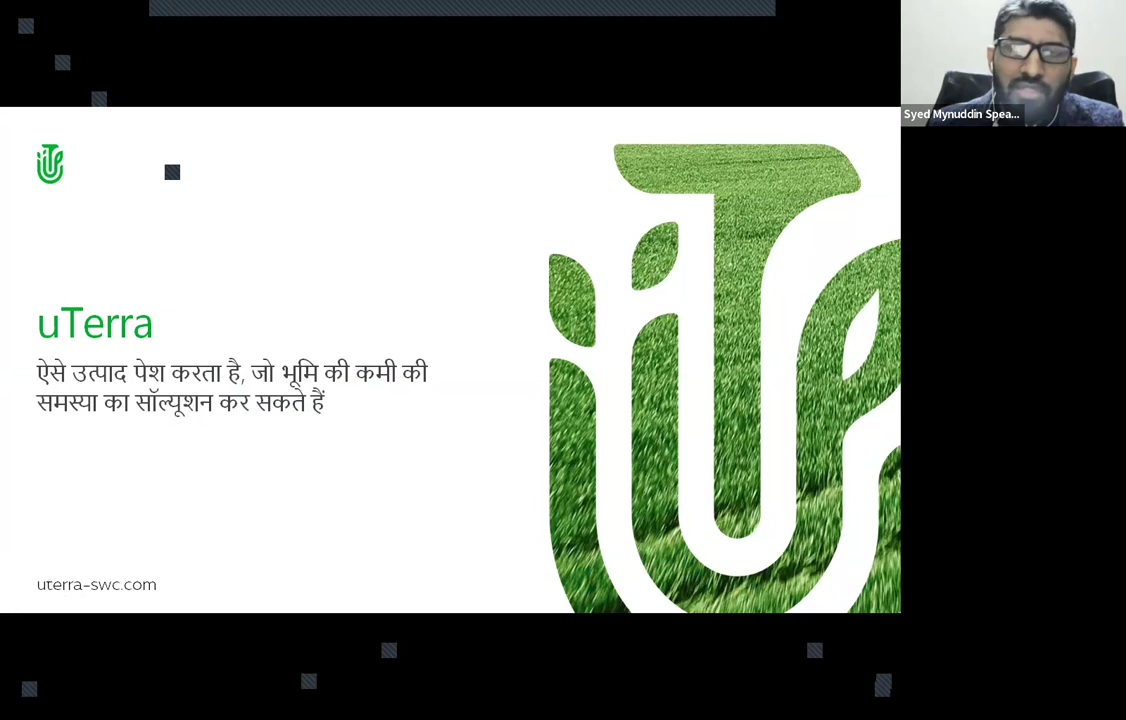 Syed Mynuddin Spea...
uTerra
ऐसे उत्पाद पेश करता है, जो भूमि की कमी की
समस्या का सॉल्यूशन कर सकते हैं
uterra-swc.com